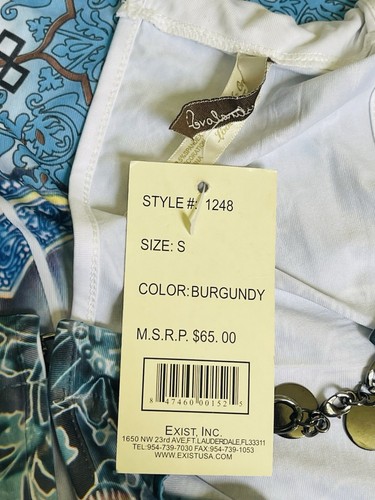 STYLE #: 1248
SIZE: S
COLOR:BURGUNDY
M.S.R.P. $65.00
8 47460 00152 5
EXIST, INC.
1650 NW 23rd AVE,FT.LAUDERDALE,FL33311
TEL:954-739-7030 FAX:954-739-1053
WWW.EXISTUSA.COM